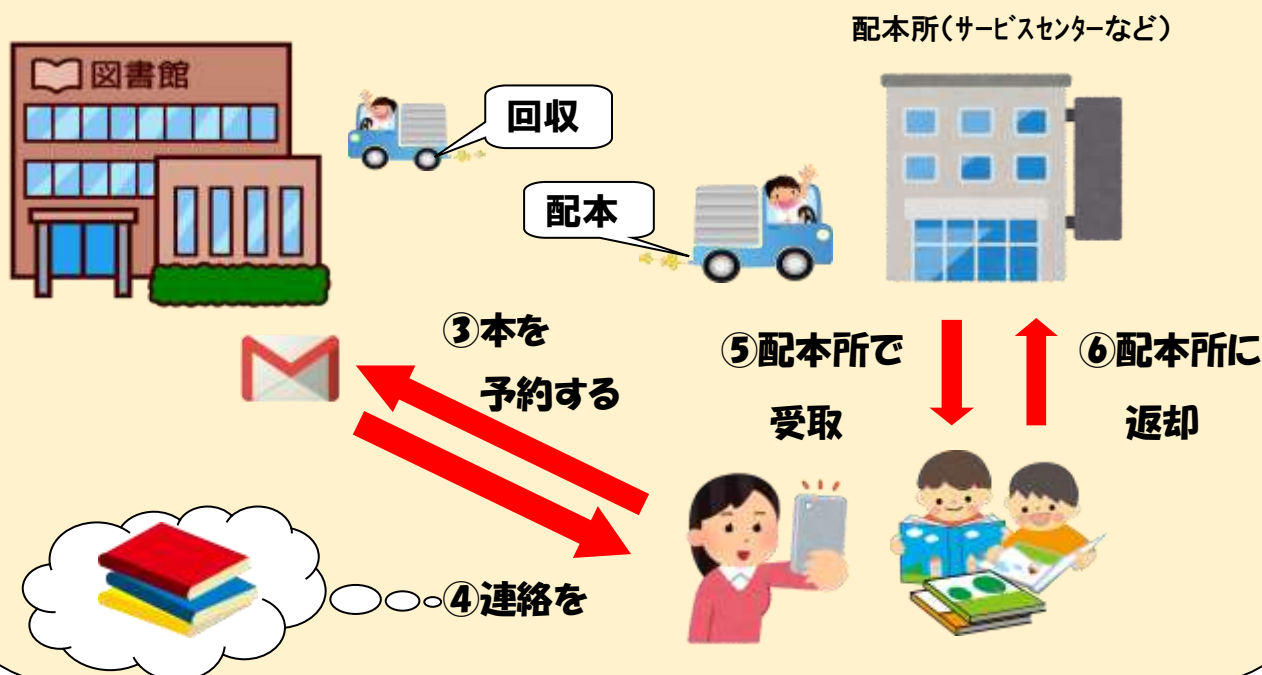 配本所(サービスセンターなど)
図書館
回収
配本
③本を
予約する
⑤配本所で
受取
⑥配本所に
返却
④連絡を